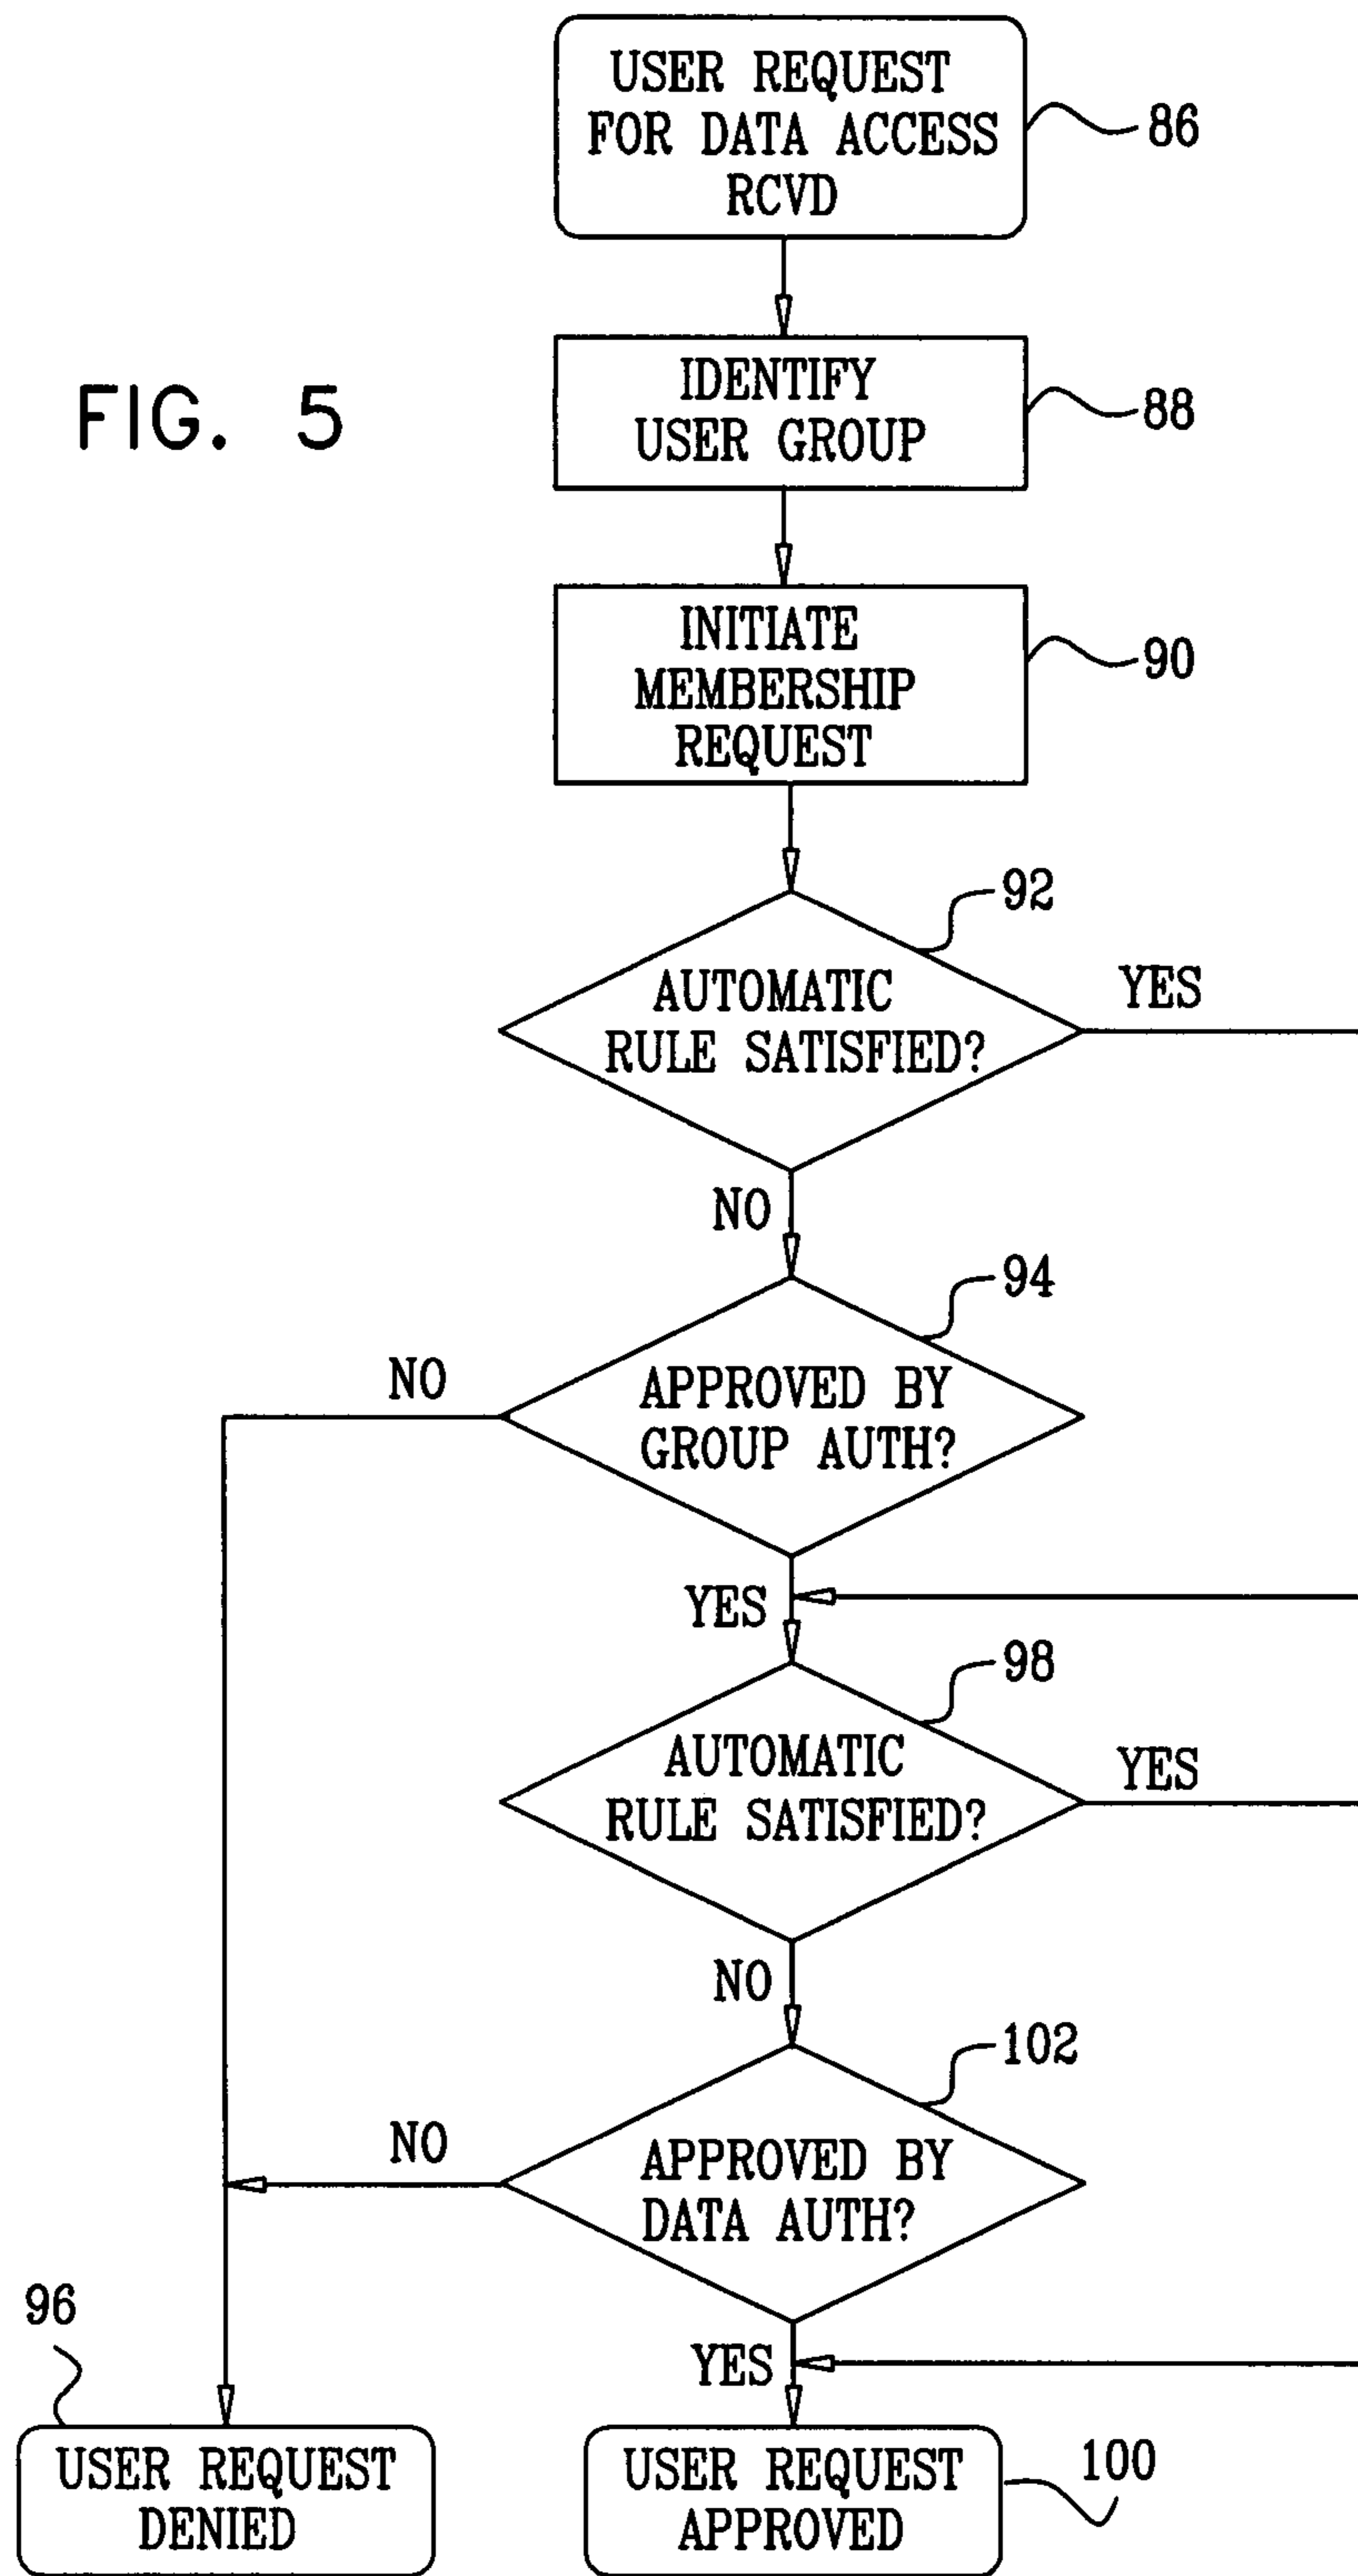 USER REQUEST
FOR DATA ACCESS
RCVD
86
FIG. 5
IDENTIFY
USER GROUP
88
INITIATE
MEMBERSHIP
REQUEST
90
92
AUTOMATIC
RULE SATISFIED?
YES
NO
94
NO
APPROVED BY
GROUP AUTH?
YES
98
AUTOMATIC
RULE SATISFIED?
YES
NO
102
NO
APPROVED BY
DATA AUTH?
96
YES
USER REQUEST
DENIED
USER REQUEST
APPROVED
100